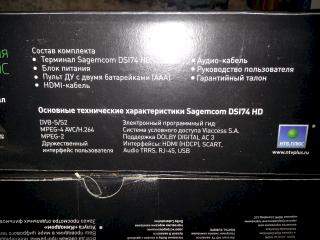 Состав комплекта
• Терминал Sagemcom DSI74 HD
• Блок питания
• Пульт ДУ с двумя батарейками (AAA)
• HDMI-кабель
• Аудио-кабель
• Руководство пользователя
• Гарантийный талон
Основные технические характеристики Sagemcom DSI74 HD
DVB-S/S2
MPEG-4 AVC/H.264
MPEG-2
Дружественный
интерфейс пользователя
Электронный программный гид
Система условного доступа Viaccess S.A.
Поддержка DOLBY DIGITAL AC 3
Интерфейсы: HDMI (HDCP), SCART,
Audio TRRS, RJ-45, USB
НТВ ПЛЮС
www.ntvplus.tv